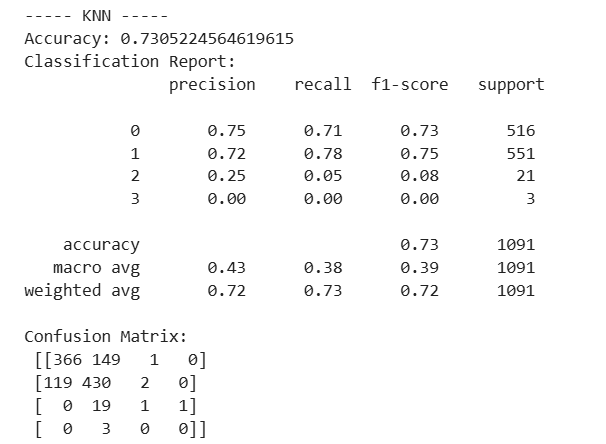 ----- KNN -----
Accuracy: 0.7305224564619615
Classification Report:
precision recall f1-score support
0 0.75 0.71 0.73 516
1 0.72 0.78 0.75 551
2 0.25 0.05 0.08 21
3 0.00 0.00 0.00 3
accuracy 0.73 1091
macro avg 0.43 0.38 0.39 1091
weighted avg 0.72 0.73 0.72 1091
Confusion Matrix:
[[366 149 1 0]
[119 430 2 0]
[ 0 19 1 1]
[ 0 3 0 0]]